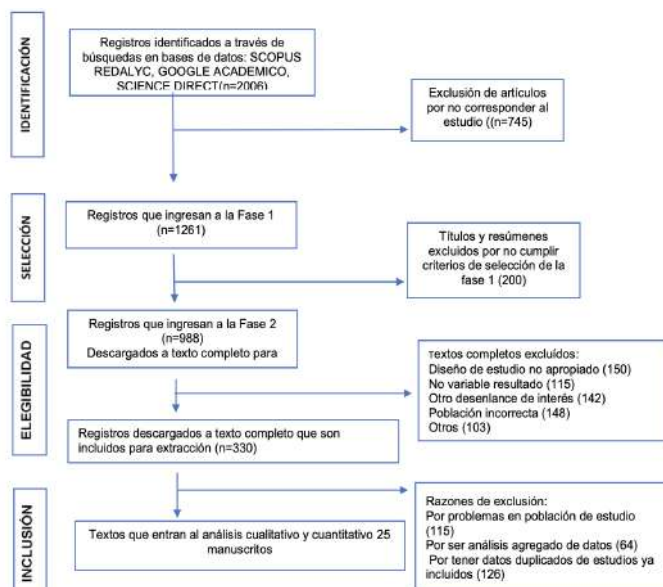 IDENTIFICACIÓN
Registros identificados a través de
búsquedas en bases de datos: SCOPUS
REDALYC, GOOGLE ACADEMICO,
SCIENCE DIRECT(n=2006)
Exclusión de artículos
por no corresponder al
estudio ((n=745)
SELECCIÓN
Registros que ingresan a la Fase 1
(n=1261)
Títulos y resúmenes
excluidos por no cumplir
criterios de selección de la
fase 1 (200)
ELEGIBILIDAD
Registros que ingresan a la Fase 2
(n=988)
Descargados a texto completo para
Textos completos excluídos:
Diseño de estudio no apropiado (150)
No variable resultado (115)
Otro desenlance de interés (142)
Población incorrecta (148)
Otros (103)
Registros descargados a texto completo que son
incluidos para extracción (n=330)
INCLUSIÓN
Textos que entran al análisis cualitativo y cuantitativo 25
manuscritos
Razones de exclusión:
Por problemas en población de estudio
(115)
Por ser análisis agregado de datos (64)
Por tener datos duplicados de estudios ya
incluidos (126)